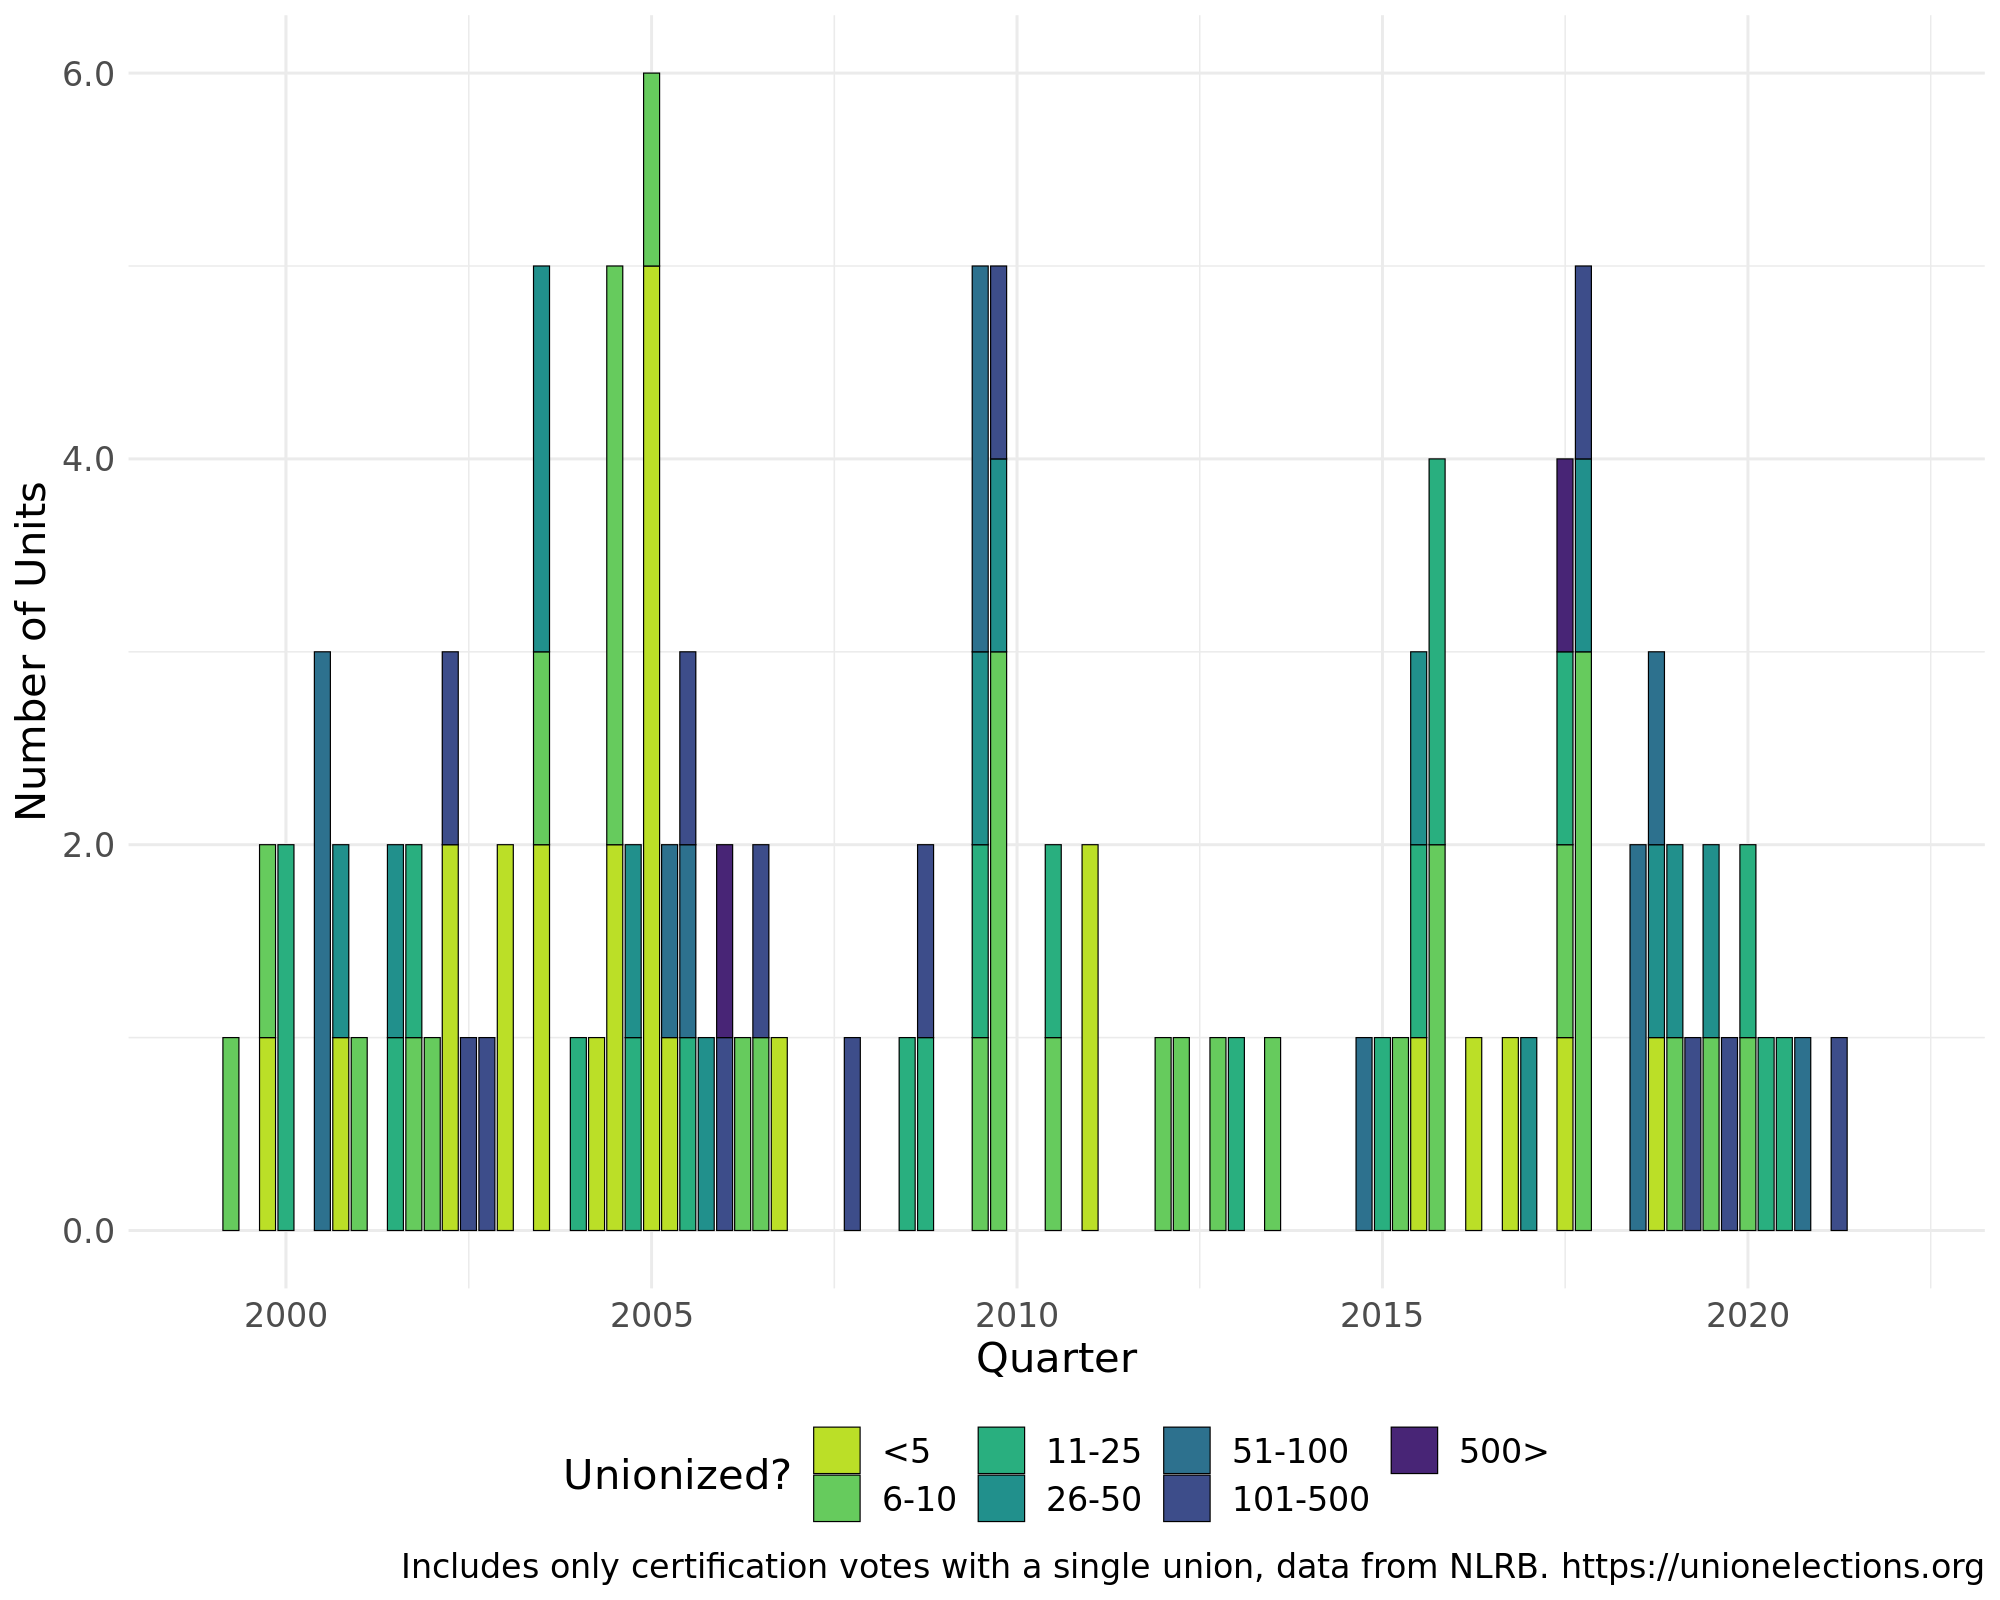 6.0
4.0
2.0
0.0
Number of Units
2000 2005 2010 2015 2020
Quarter
Unionized?
<5 11-25 51-100 500>
6-10 26-50 101-500
Includes only certification votes with a single union, data from NLRB. https://unionelections.org